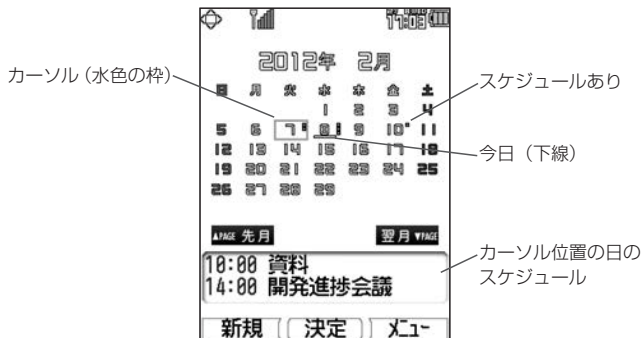 11:03
2012年 2月
カーソル（水色の枠）
スケジュールあり
日 月 火 水 木 金 土
1 2 3 4
5 6 7 8 9 10 11
今日（下線）
12 13 14 15 16 17 18
19 20 21 22 23 24 25
26 27 28 29
▲PAGE 先月 翌月 ▼PAGE
カーソル位置の日の
スケジュール
10:00 資料
14:00 開発進捗会議
新規 決定 メニュー